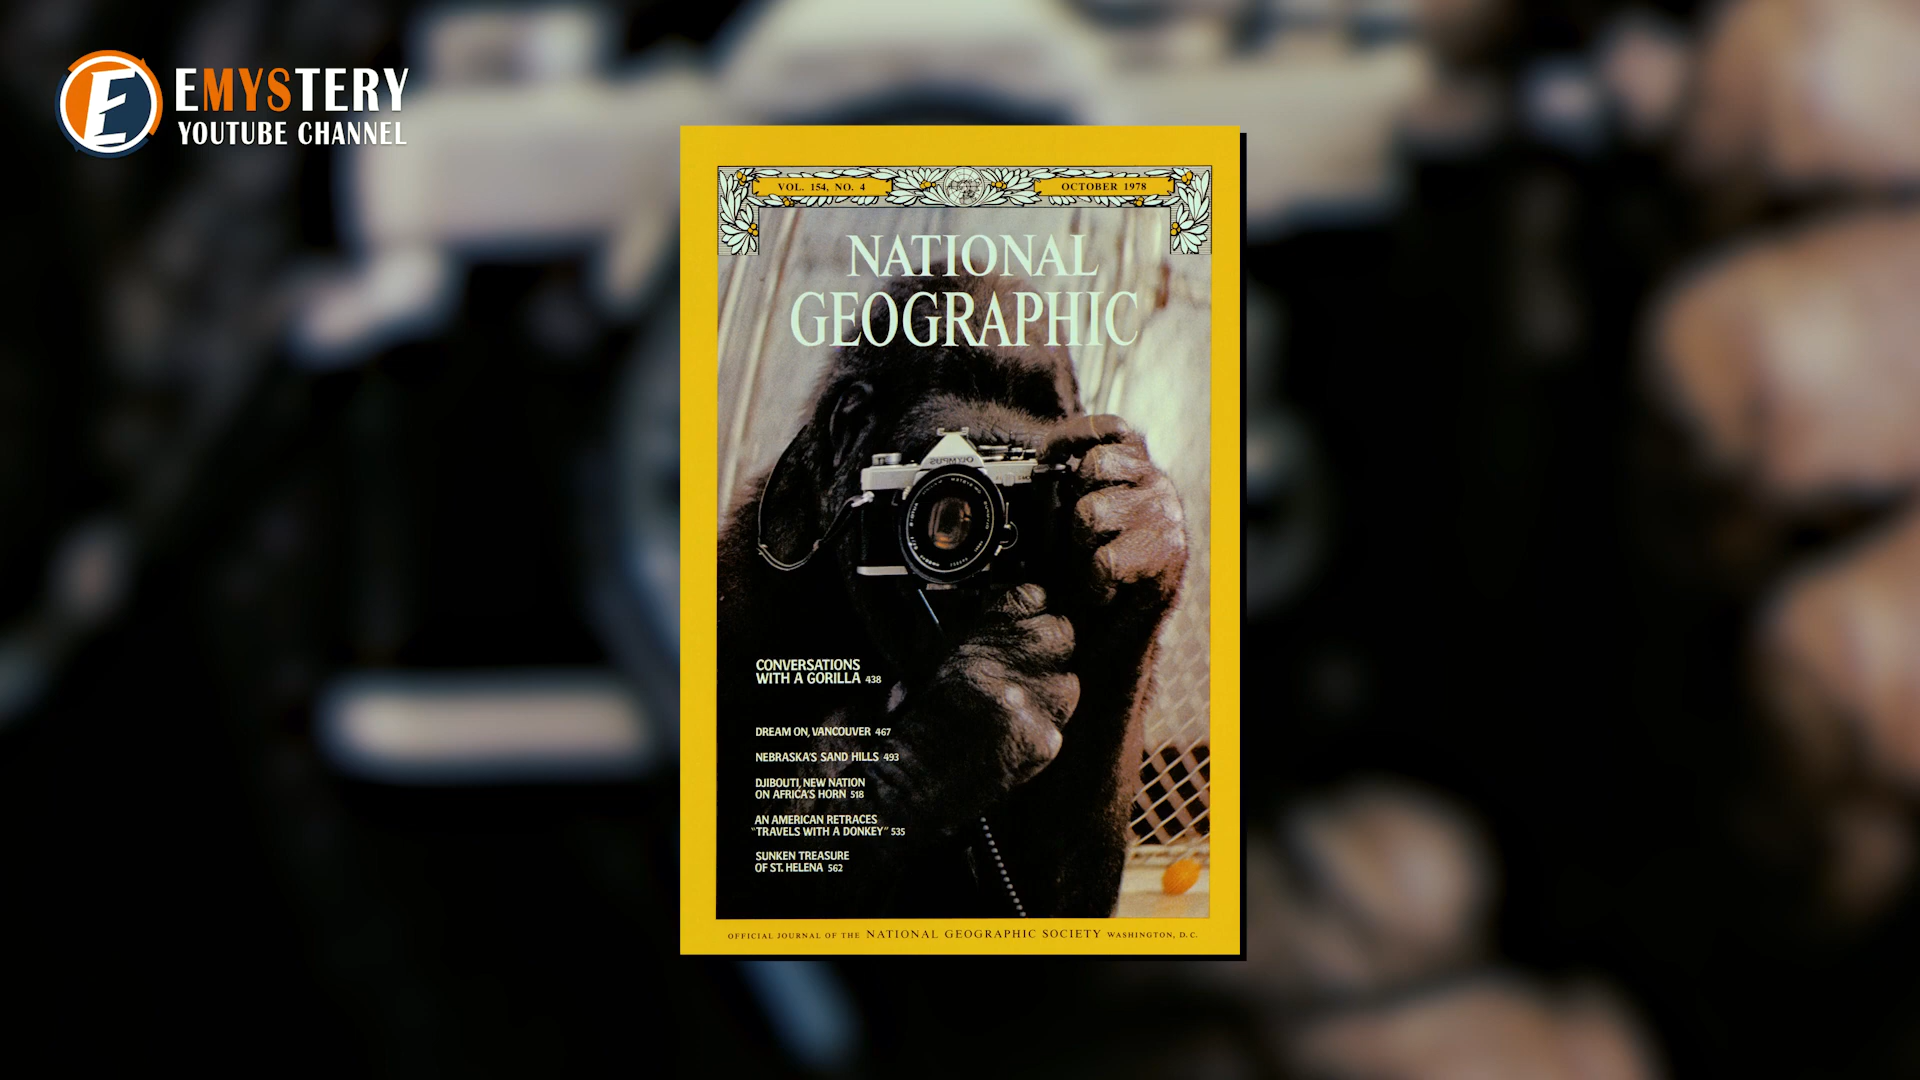 EMYSTERY
YOUTUBE CHANNEL
VOL. 154, NO. 4
OCTOBER 1978
NATIONAL
GEOGRAPHIC
OLYMPUS
CONVERSATIONS
WITH A GORILLA 438
DREAM ON, VANCOUVER 467
NEBRASKA'S SAND HILLS 493
DJIBOUTI, NEW NATION
ON AFRICA'S HORN 518
AN AMERICAN RETRACES
"TRAVELS WITH A DONKEY" 535
SUNKEN TREASURE
OF ST. HELENA 562
OFFICIAL JOURNAL OF THE NATIONAL GEOGRAPHIC SOCIETY WASHINGTON, D.C.